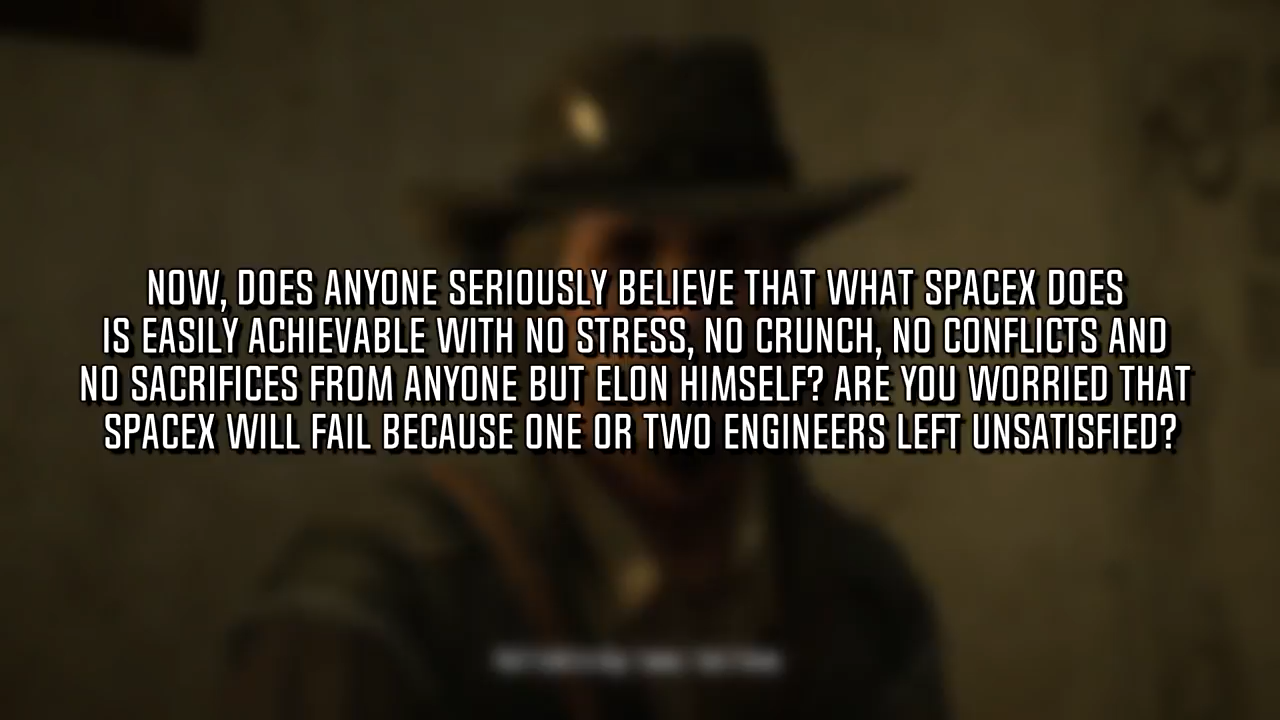 NOW, DOES ANYONE SERIOUSLY BELIEVE THAT WHAT SPACEX DOES
IS EASILY ACHIEVABLE WITH NO STRESS, NO CRUNCH, NO CONFLICTS AND
NO SACRIFICES FROM ANYONE BUT ELON HIMSELF? ARE YOU WORRIED THAT
SPACEX WILL FAIL BECAUSE ONE OR TWO ENGINEERS LEFT UNSATISFIED?